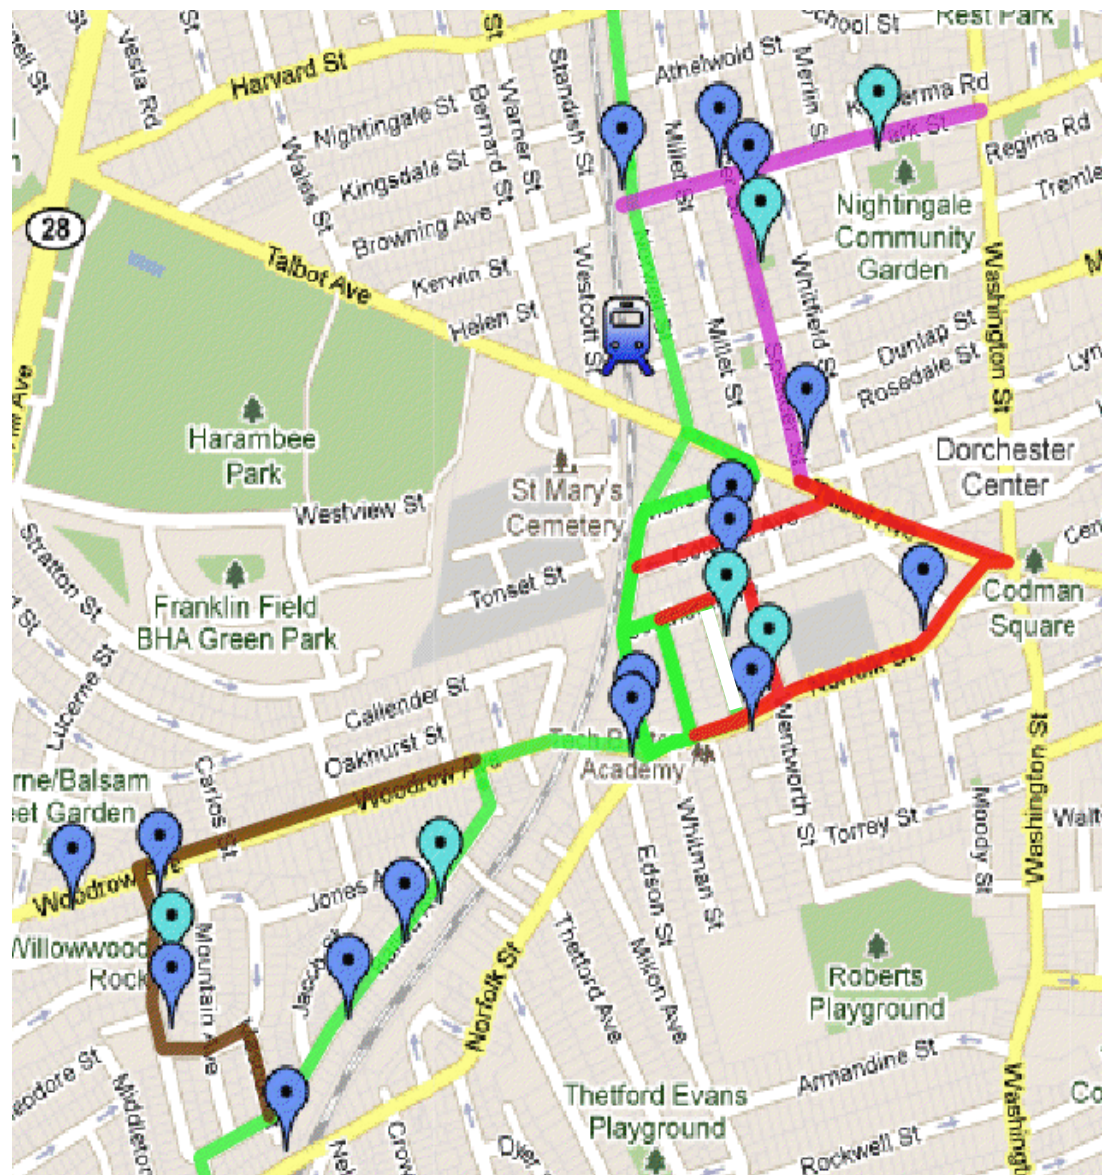 School St
Rest Park
Vesta Rd
Harvard St
Athelwold St
Merlin St
Standish St
Warner St
Bernard St
Nightingale St
Wales St
Kingsdale St
Millet St
Regina Rd
28
Browning Ave
Nightingale
Community
Garden
Talbot Ave
Kerwin St
Westcott St
Norwell St
Whitfield St
Washington St
Helen St
Millet St
Dunlap St
Rosedale St
Harambee
Park
Dorchester
Center
St Mary's
Cemetery
Westview St
Stratton St
Tonset St
Franklin Field
BHA Green Park
Codman
Square
Norfolk St
Lucerne St
Callender St
Oakhurst St
Woodrow Ave
Academy
Wentworth St
Washington St
Carlos St
Whitman St
Torrey St
Moody St
Woodrow Ave
Jones
Edson St
Willowwood
Rock
Mountain Ave
Norfolk St
Thetford Ave
Mikon Ave
Roberts
Playground
Armandine St
Thetford Evans
Playground
Rockwell St